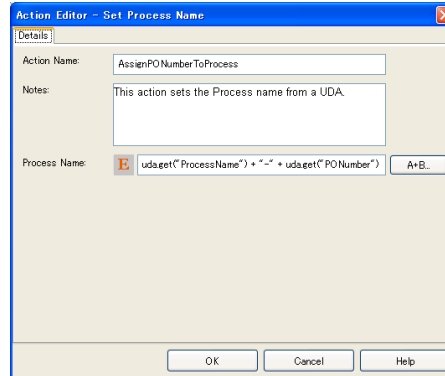 Action Editor - Set Process Name
Details
Action Name: AssignPONumberToProcess
Notes: This action sets the Process name from a UDA.
Process Name: E uda.get("ProcessName") + "-" + uda.get("PONumber") A+B...
OK Cancel Help